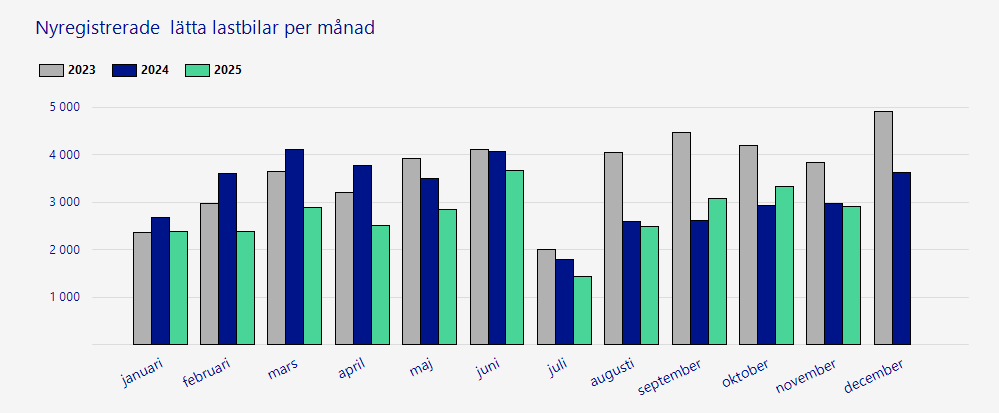 Nyregistrerade  lätta lastbilar per månad
2023 2024 2025
5 000
4 000
3 000
2 000
1 000
januari februari mars april maj juni juli augusti september oktober november december